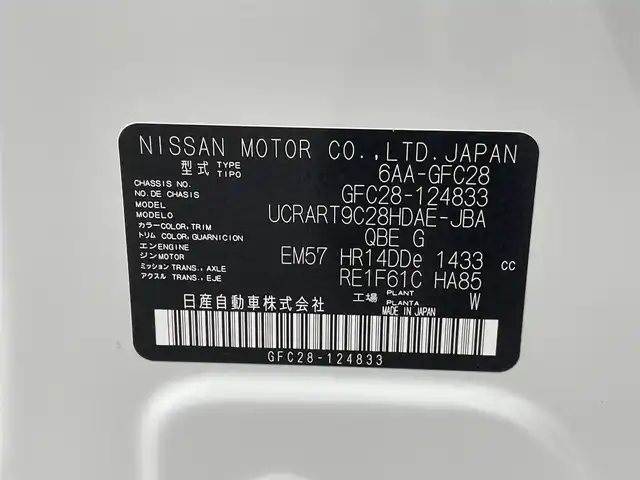 NISSAN MOTOR CO.,LTD.JAPAN
型式 TYPE TIPO 6AA-GFC28
CHASSIS NO. NO.DE CHASIS GFC28-124833
MODEL MODELO UCRART9C28HDAE-JBA
カラー COLOR,TRIM トリム COLOR,GUARNICION QBE G
エンENGINE ジンMOTOR EM57 HR14DDe 1433 cc
ミッション TRANS., AXLE アクスル TRANS., EJE RE1F61C HA85
工場 PLANT PLANTA W
日産自動車株式会社 MADE IN JAPAN
GFC28-124833